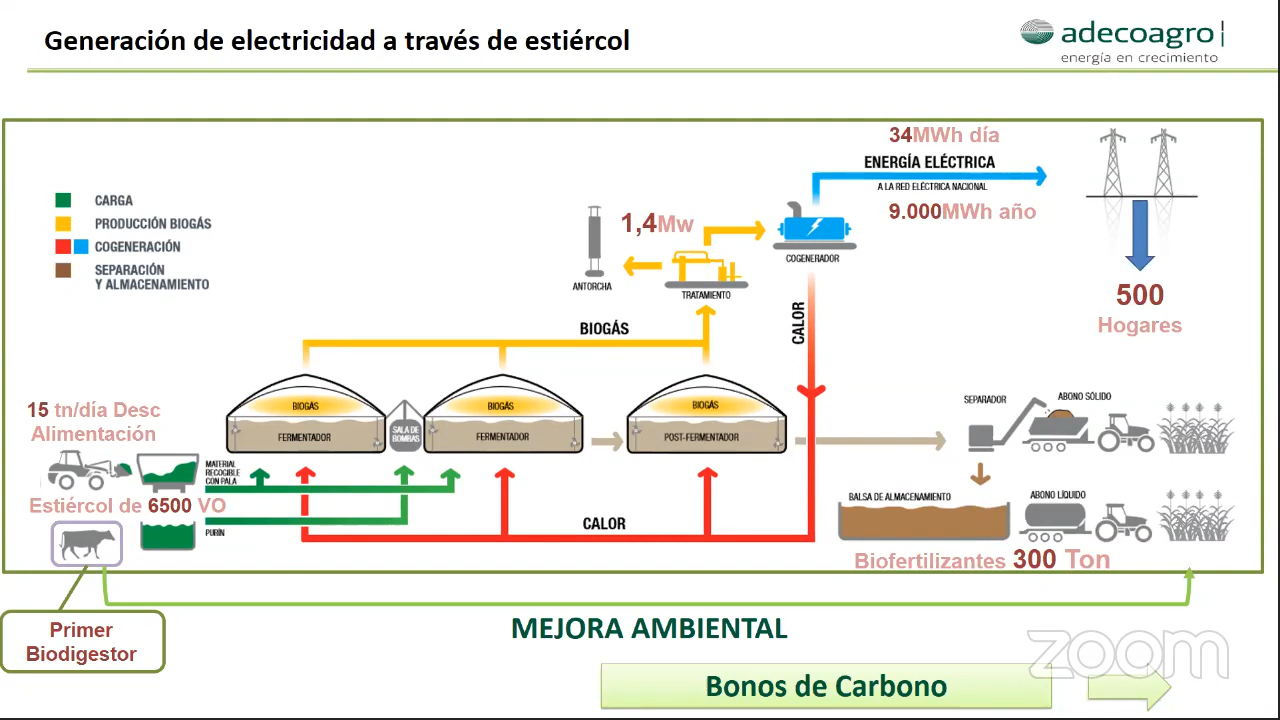 Generación de electricidad a través de estiércol
adecoagro
energía en crecimiento
CARGA
PRODUCCIÓN BIOGÁS
COGENERACIÓN
SEPARACIÓN
Y ALMACENAMIENTO
34MWh día
ENERGÍA ELÉCTRICA
A LA RED ELÉCTRICA NACIONAL
9.000MWh año
1,4Mw
ANTORCHA
TRATAMIENTO
COGENERADOR
500
Hogares
BIOGÁS
CALOR
15 tn/día Desc
Alimentación
MATERIAL
RECOGIBLE
CON PALA
Estiércol de 6500 VO
PURÍN
BIOGÁS
FERMENTADOR
SALA DE
BOMBAS
BIOGÁS
FERMENTADOR
BIOGÁS
POST-FERMENTADOR
CALOR
SEPARADOR
ABONO SÓLIDO
BALSA DE ALMACENAMIENTO
ABONO LÍQUIDO
Biofertilizantes 300 Ton
Primer
Biodigestor
MEJORA AMBIENTAL
Bonos de Carbono
zoom